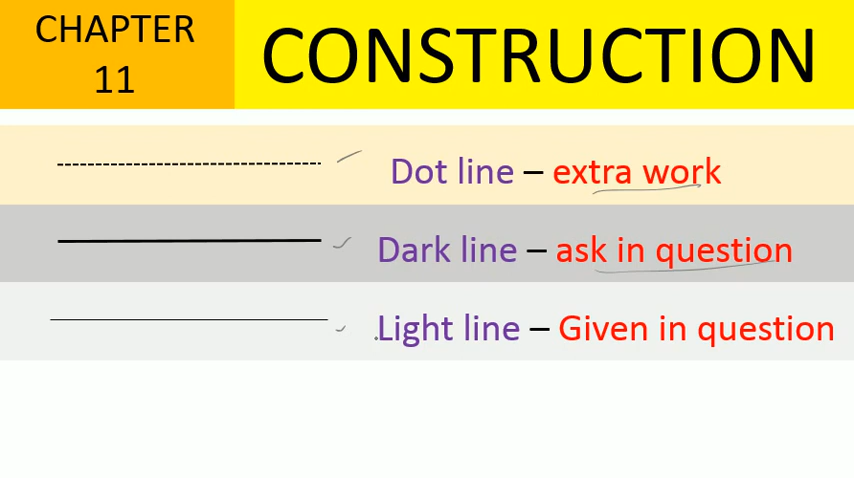 CHAPTER
11
CONSTRUCTION
Dot line – extra work
Dark line – ask in question
Light line – Given in question